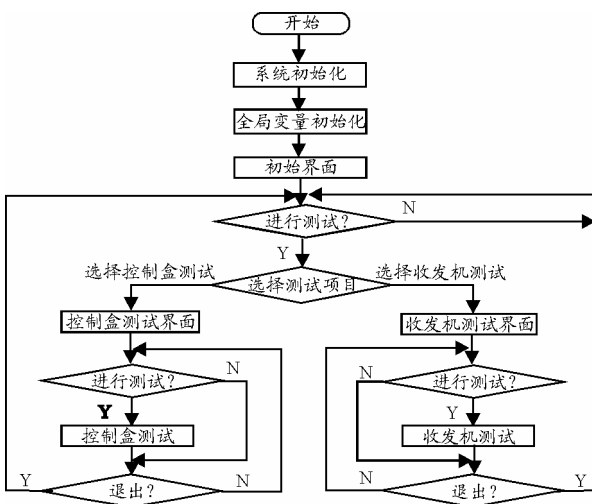 开始
系统初始化
全局变量初始化
初始界面
进行测试?
N
Y
选择控制盒测试
选择测试项目
选择收发机测试
控制盒测试界面
收发机测试界面
进行测试?
N
N
进行测试?
Y
Y
控制盒测试
收发机测试
Y
退出?
N
N
退出?
Y